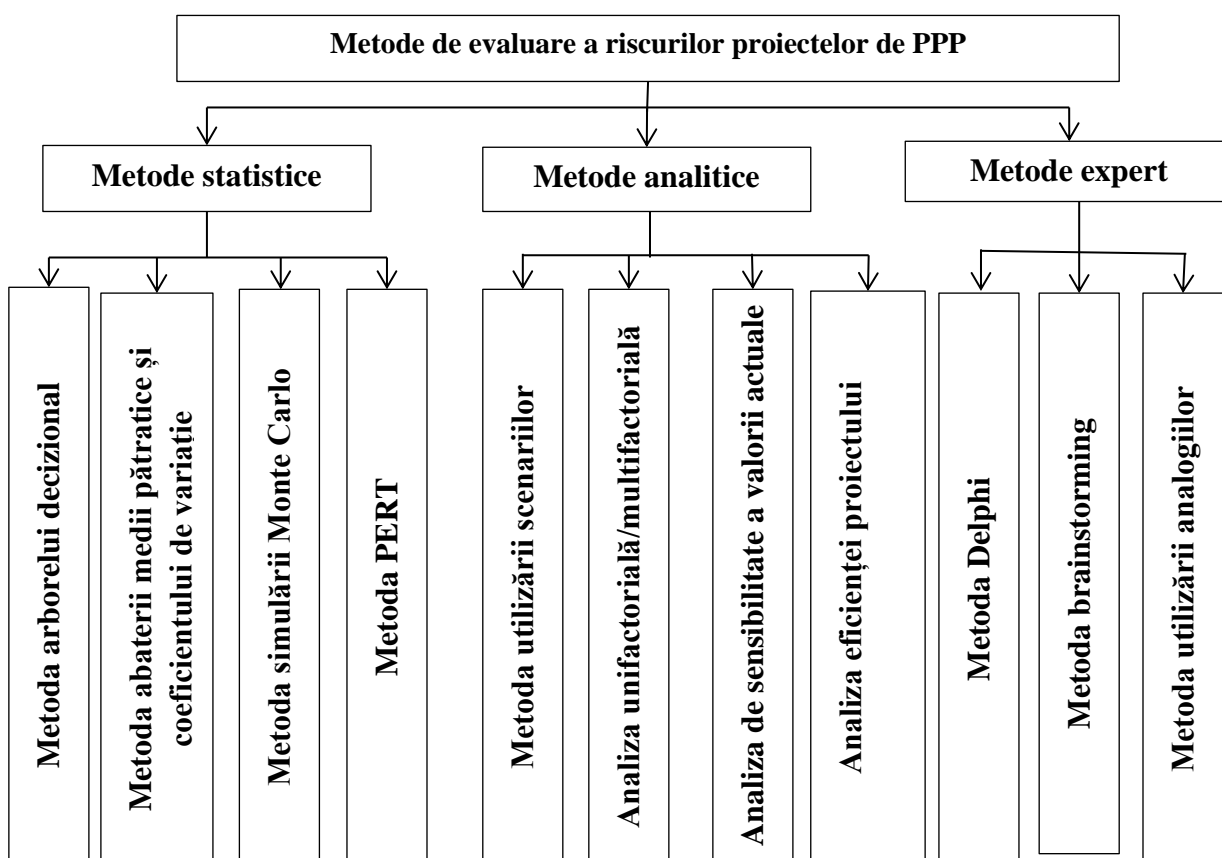 Metode de evaluare a riscurilor proiectelor de PPP
Metode statistice
Metode analitice
Metode expert
Metoda arborelui decizional
Metoda abaterii medii pătratice și
coeficientului de variație
Metoda simulării Monte Carlo
Metoda PERT
Metoda utilizării scenariilor
Analiza unifactorială/multifactorială
Analiza de sensibilitate a valorii actuale
Analiza eficienței proiectului
Metoda Delphi
Metoda brainstorming
Metoda utilizării analogiilor